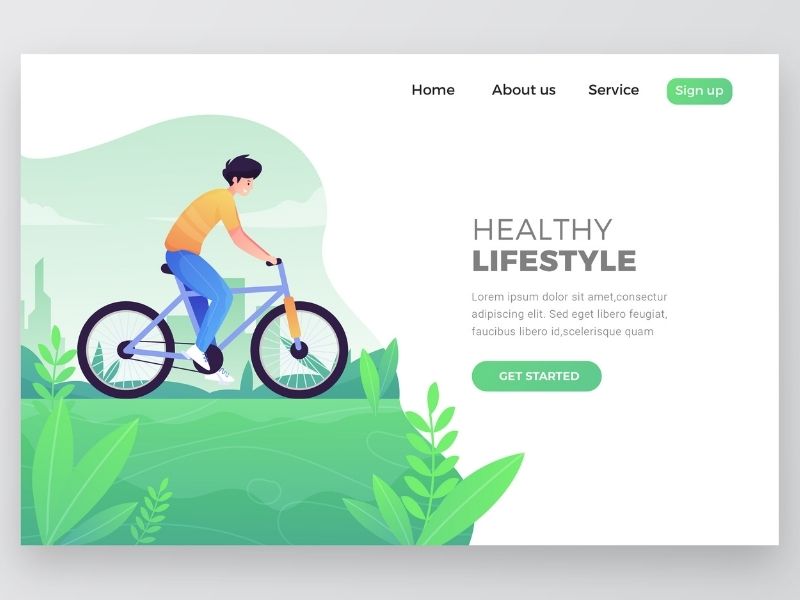 Home About us Service Sign up
HEALTHY
LIFESTYLE
Lorem ipsum dolor sit amet,consectur
adipiscing elit. Sed eget libero feugiat,
faucibus libero id,scelerisque quam
GET STARTED